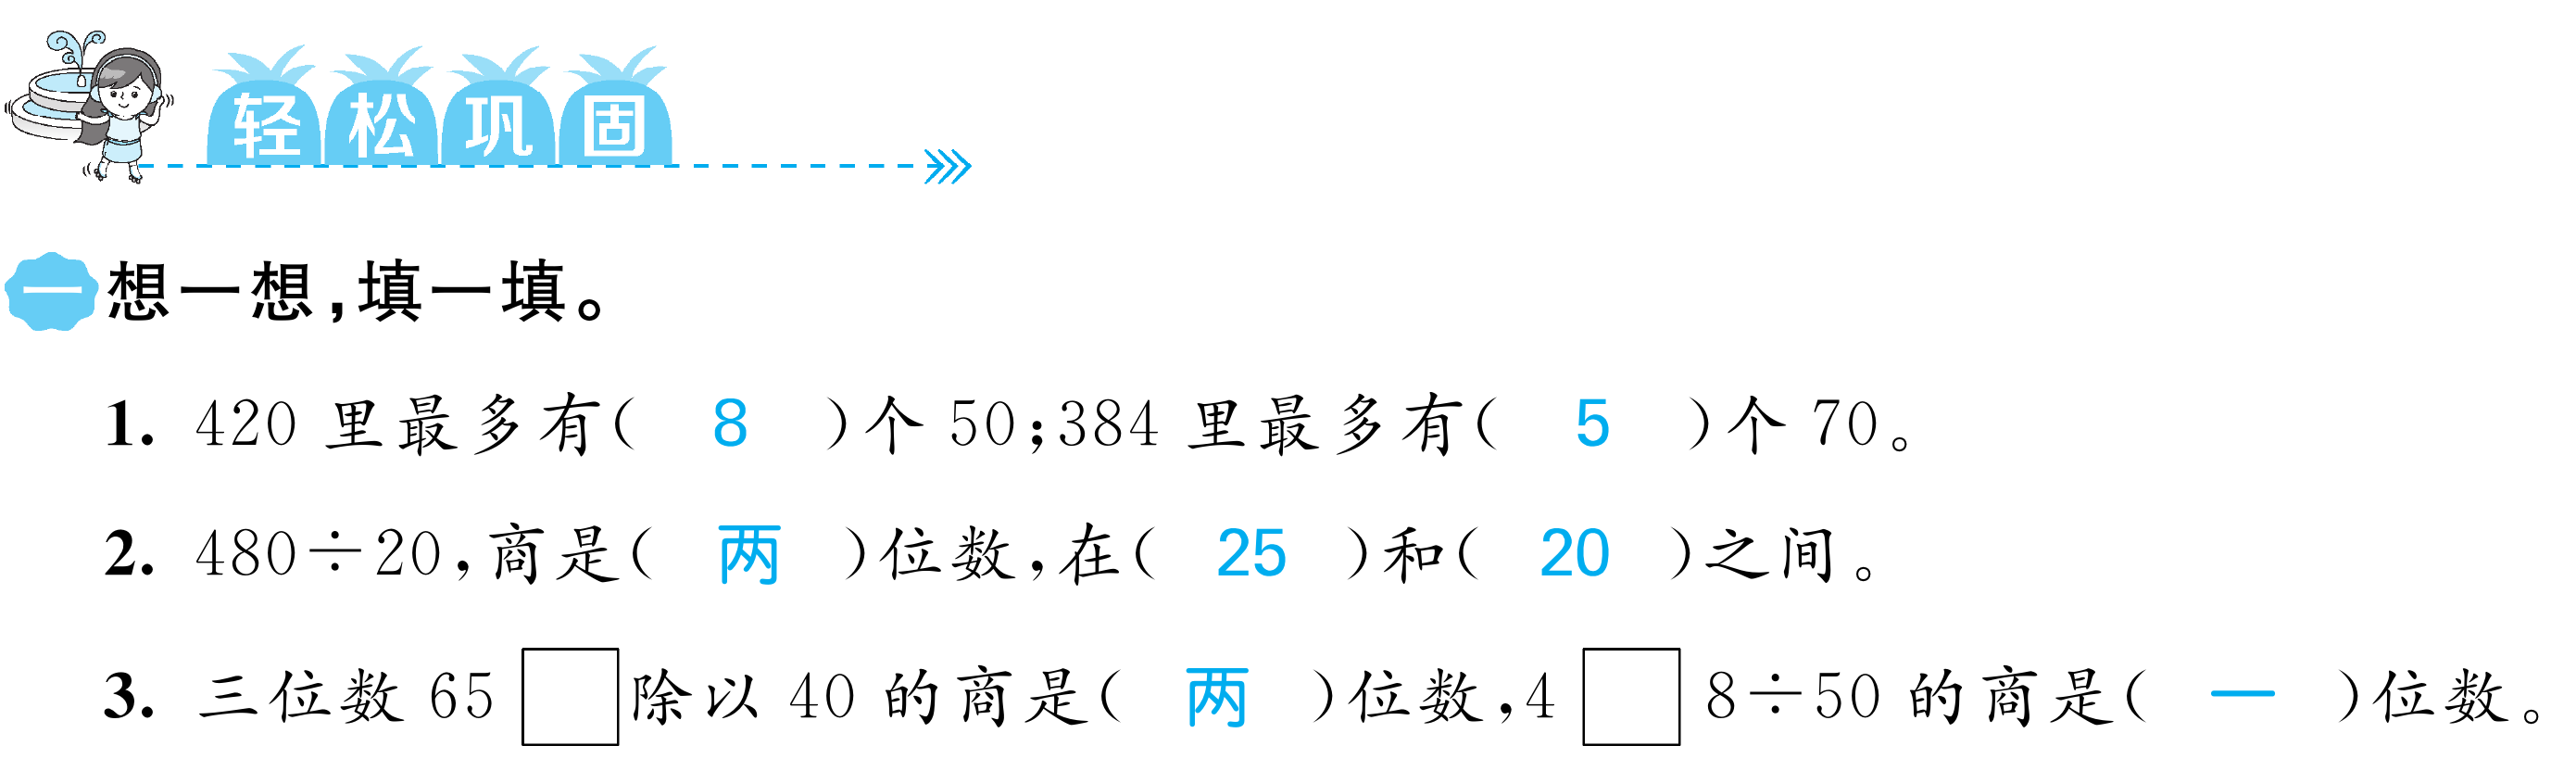 轻松巩固
一 想一想,填一填。
1. 420 里最多有( 8 )个 50;384 里最多有( 5 )个 70。
2. 480÷20,商是( 两 )位数,在( 25 )和( 20 )之间。
3. 三位数 65□除以 40 的商是( 两 )位数,4□8÷50 的商是( 一 )位数。